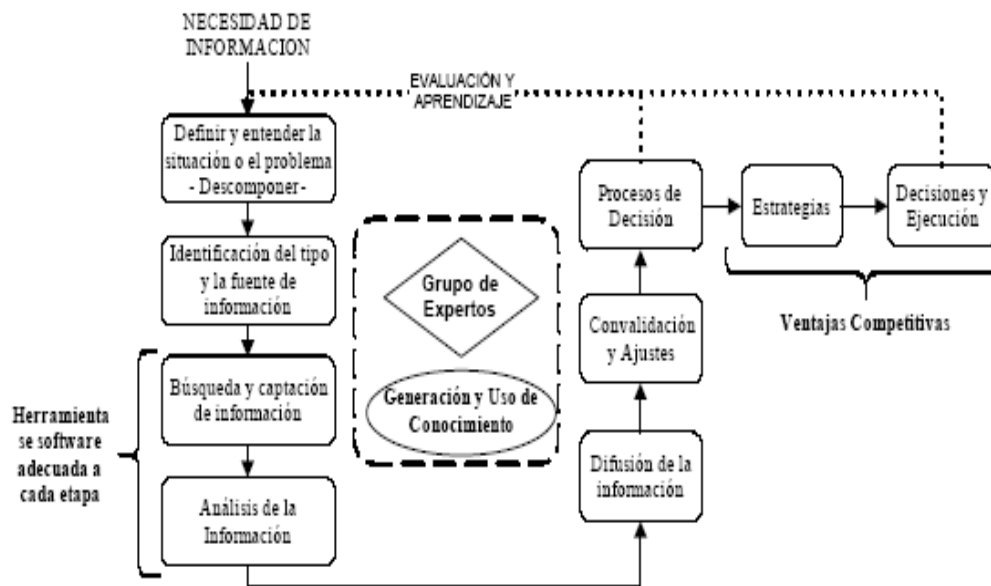 NECESIDAD DE
INFORMACION
EVALUACIÓN Y
APRENDIZAJE
Definir y entender la
situación o el problema
- Descomponer -
Identificación del tipo
y la fuente de
información
Búsqueda y captación
de información
Análisis de la
Información
Herramienta
se software
adecuada a
cada etapa
Grupo de
Expertos
Generación y Uso de
Conocimiento
Procesos de
Decisión
Estrategias
Decisiones y
Ejecución
Ventajas Competitivas
Convalidación
y Ajustes
Difusión de la
información